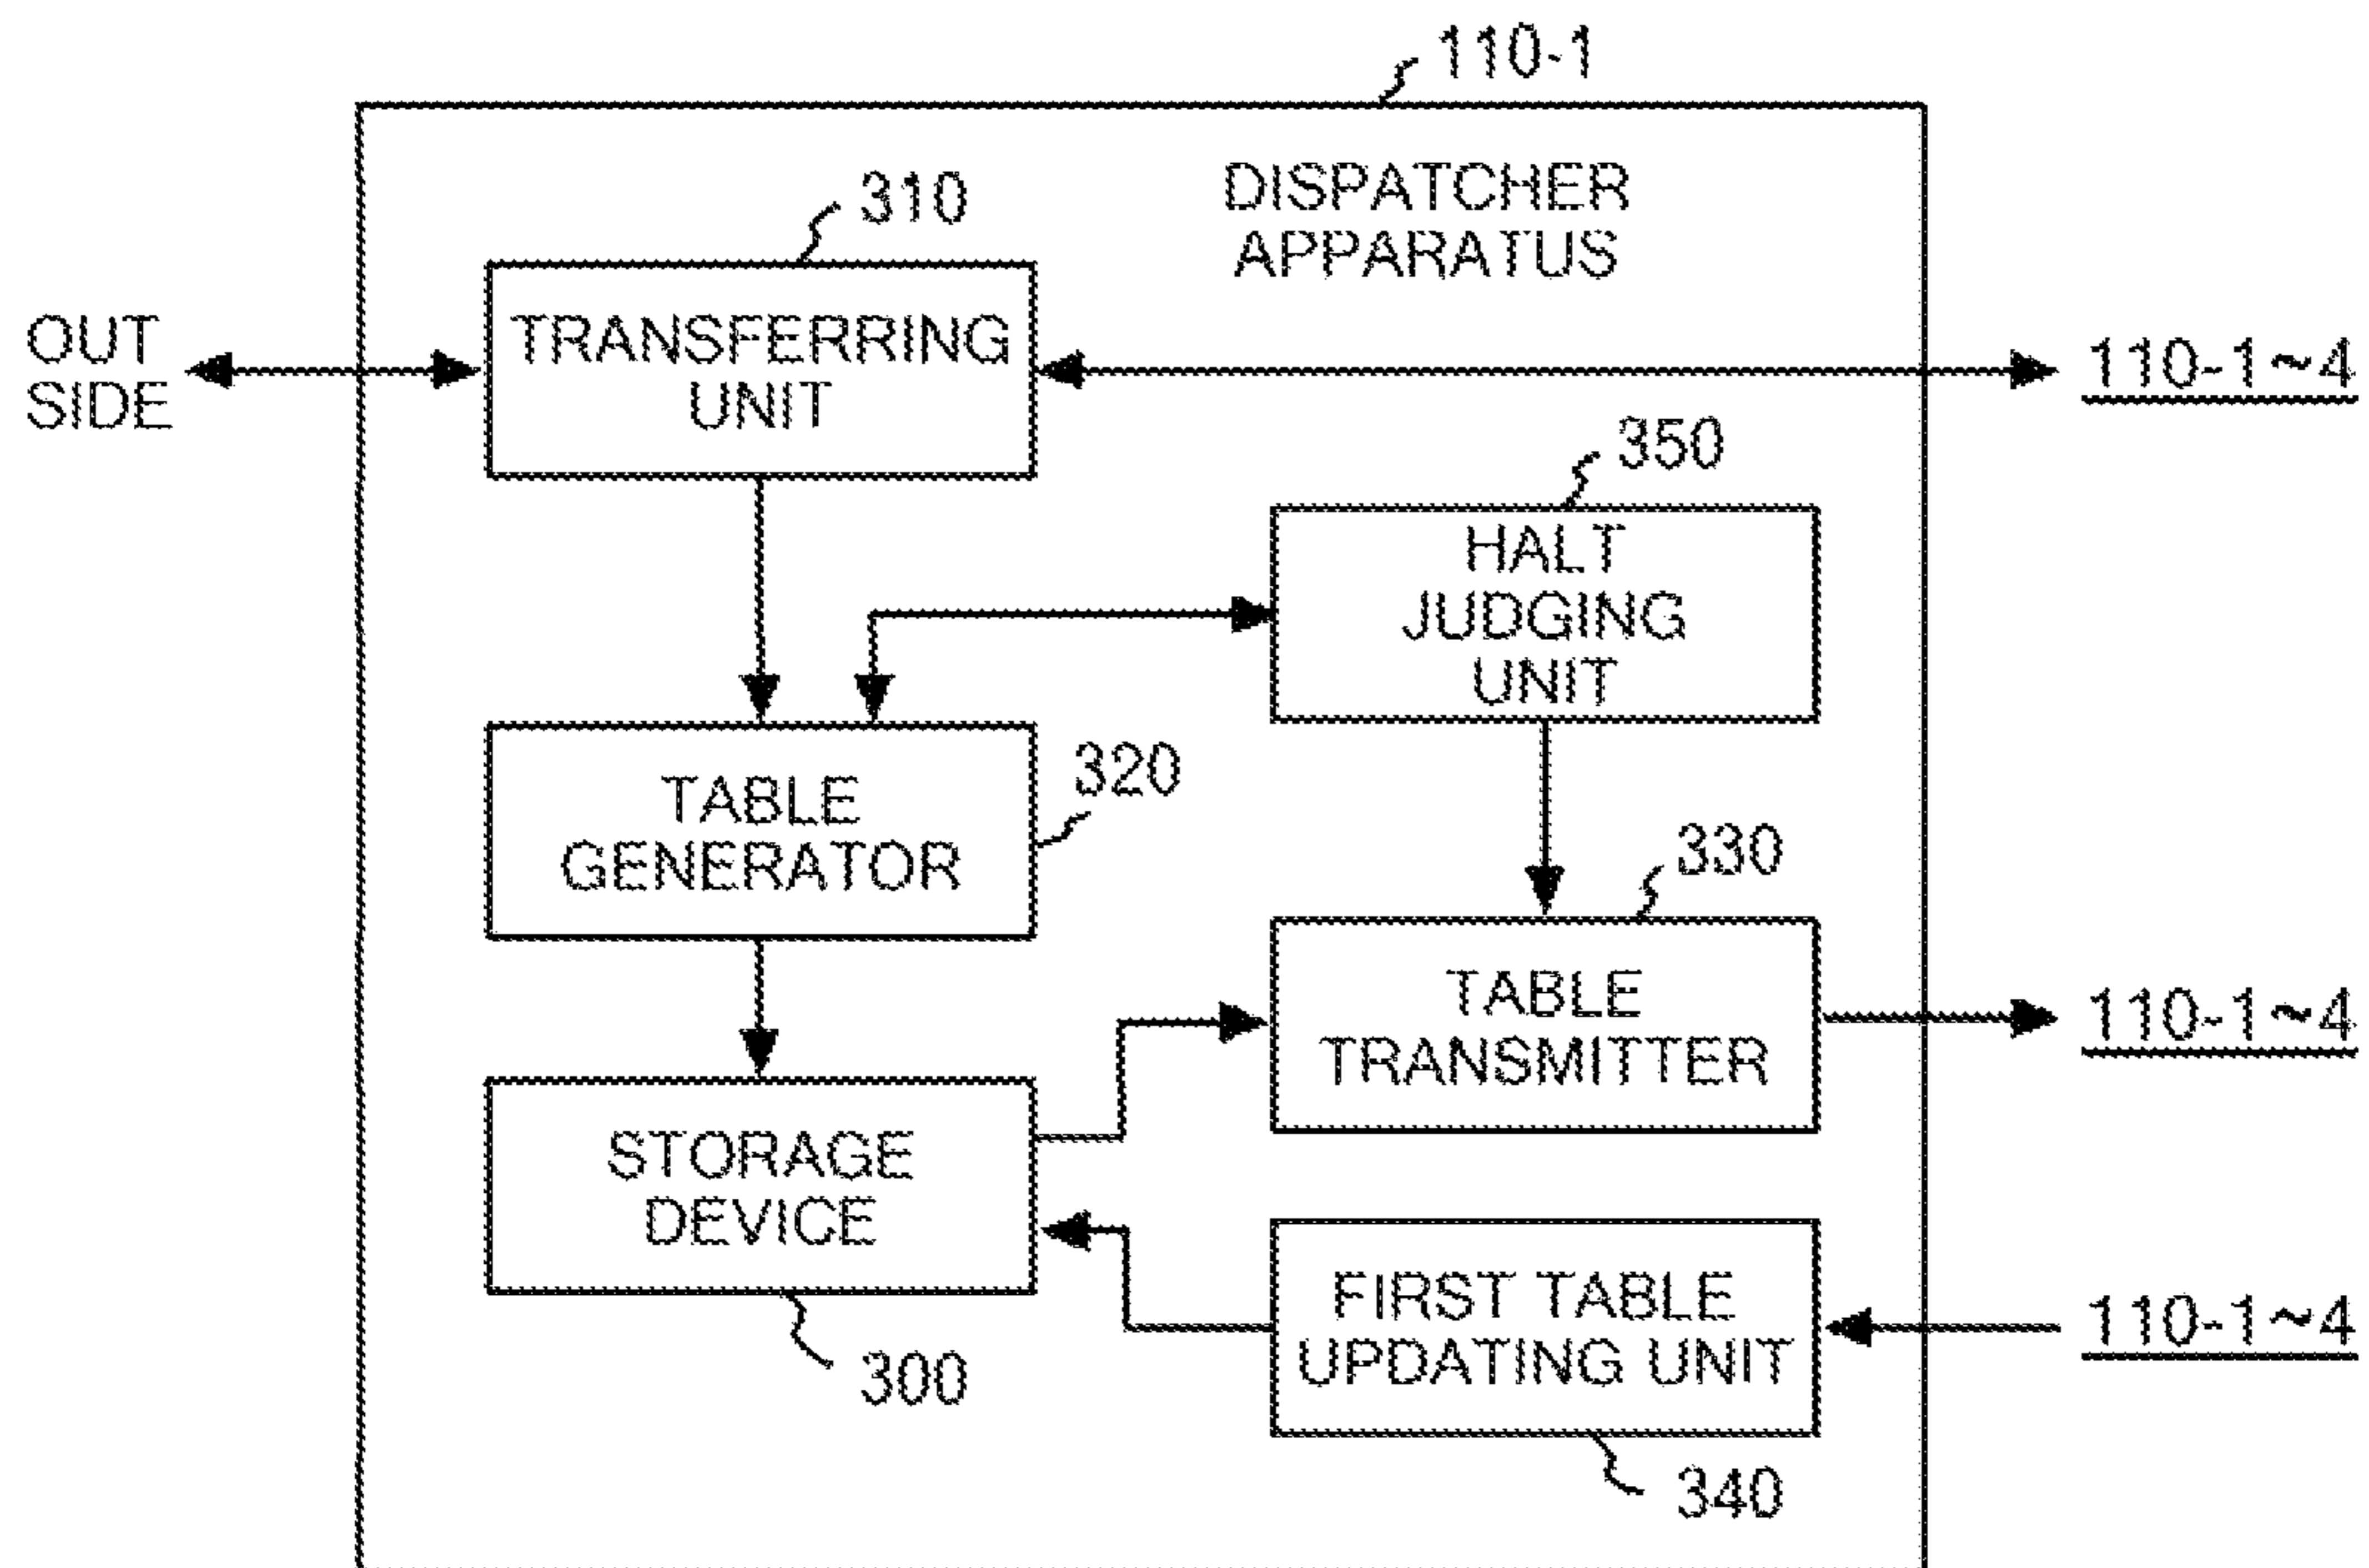 110-1
DISPATCHER
APPARATUS
310
OUT
SIDE
TRANSFERRING
UNIT
110-1~4
350
HALT
JUDGING
UNIT
TABLE
GENERATOR
320
330
TABLE
TRANSMITTER
110-1~4
STORAGE
DEVICE
300
FIRST TABLE
UPDATING UNIT
110-1~4
340